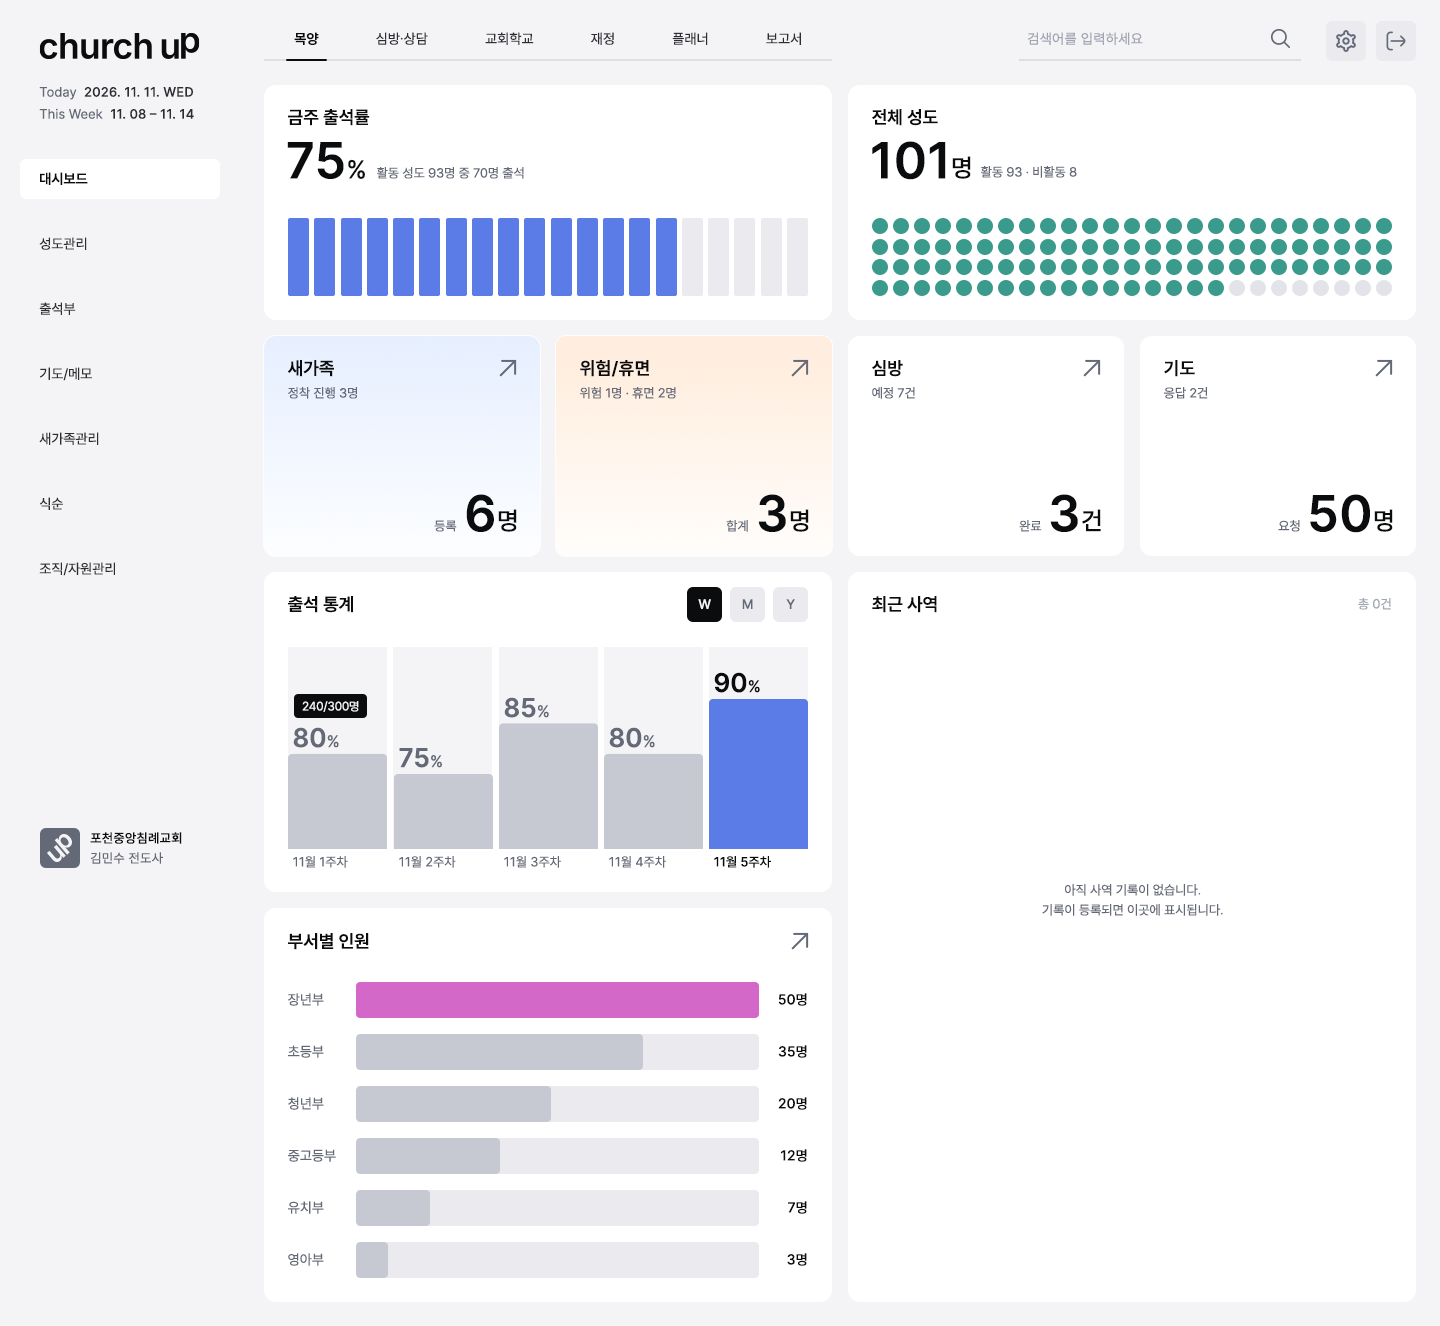 church up
Today 2026. 11. 11. WED
This Week 11. 08 – 11. 14
대시보드
성도관리
출석부
기도/메모
새가족관리
식순
조직/자원관리
up
포천중앙침례교회
김민수 전도사
목양 심방·상담 교회학교 재정 플래너 보고서
검색어를 입력하세요
금주 출석률
75% 활동 성도 93명 중 70명 출석
전체 성도
101명 활동 93 · 비활동 8
새가족
정착 진행 3명
등록 6명
위험/휴면
위험 1명 · 휴면 2명
합계 3명
심방
예정 7건
완료 3건
기도
응답 2건
요청 50명
출석 통계
W M Y
240/300명
80%
75%
85%
80%
90%
11월 1주차 11월 2주차 11월 3주차 11월 4주차 11월 5주차
부서별 인원
장년부 50명
초등부 35명
청년부 20명
중고등부 12명
유치부 7명
영아부 3명
최근 사역
총 0건
아직 사역 기록이 없습니다.
기록이 등록되면 이곳에 표시됩니다.